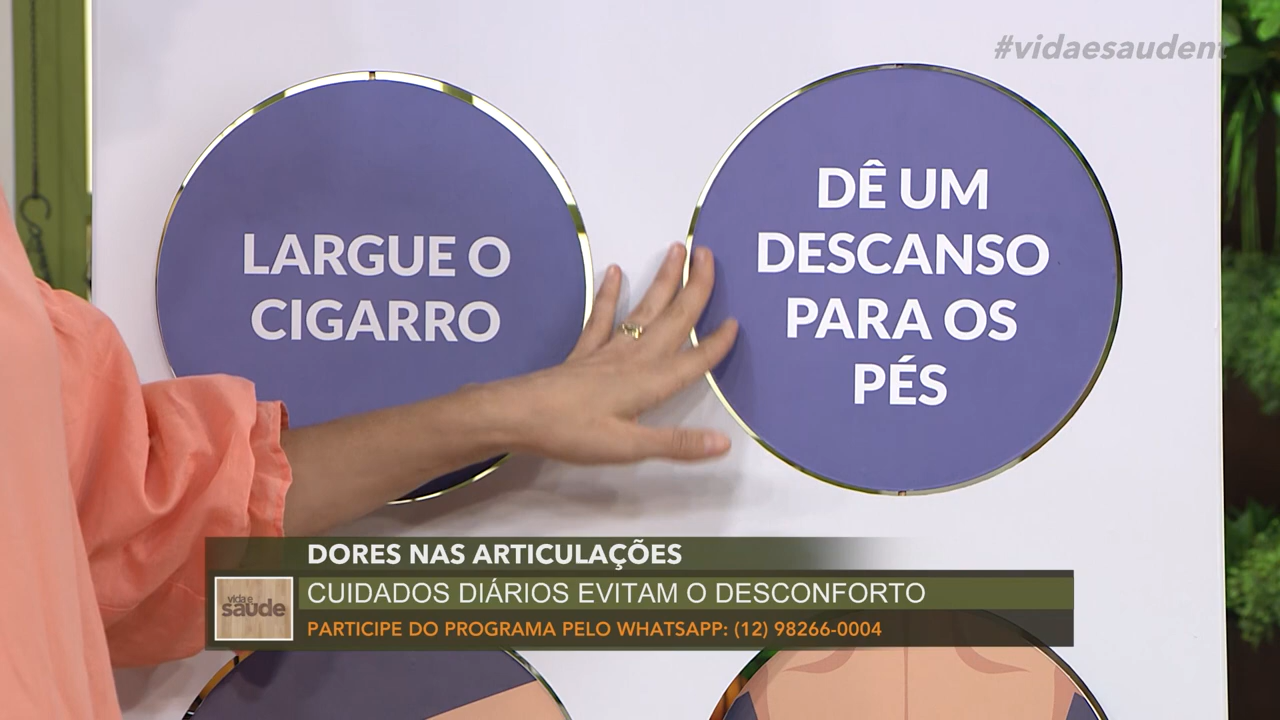 #vidaesaudent
LARGUE O
CIGARRO
DÊ UM
DESCANSO
PARA OS
PÉS
DORES NAS ARTICULAÇÕES
vida e
saúde
CUIDADOS DIÁRIOS EVITAM O DESCONFORTO
PARTICIPE DO PROGRAMA PELO WHATSAPP: (12) 98266-0004